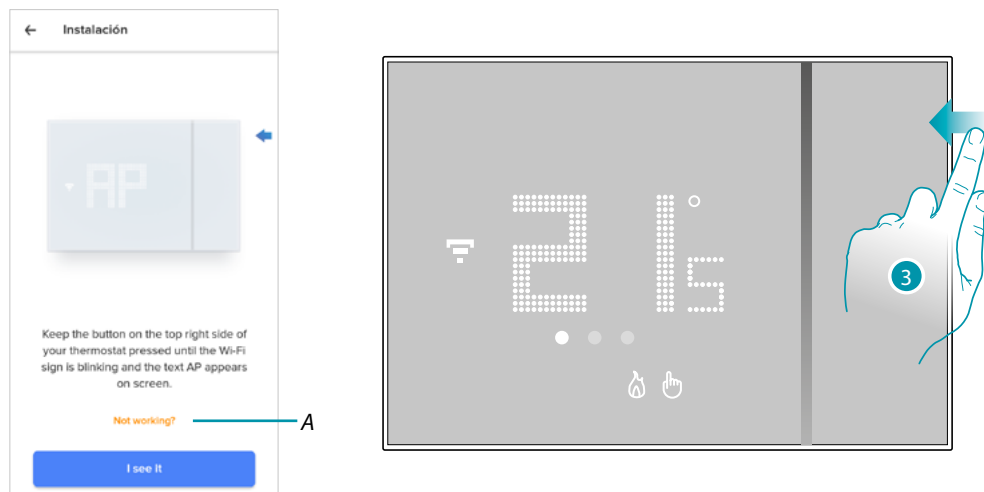 Instalación
AP
Keep the button on the top right side of
your thermostat pressed until the Wi-Fi
sign is blinking and the text AP appears
on screen.
Not working?
A
I see It
21°5
3